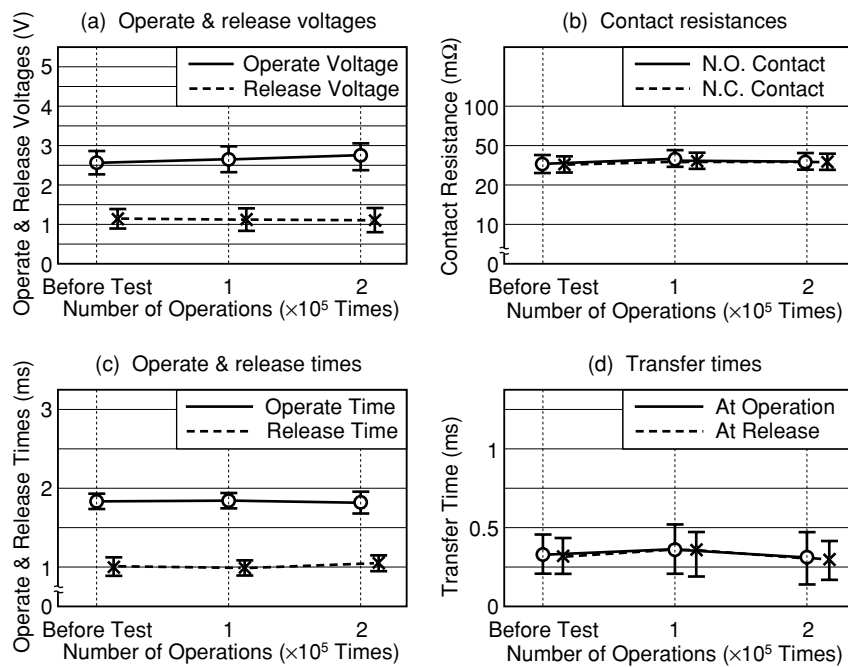 (a) Operate & release voltages
Operate & Release Voltages (V)
5
4
3
2
1
0
Operate Voltage
Release Voltage
Before Test 1 2
Number of Operations (×10⁵ Times)
(b) Contact resistances
Contact Resistance (mΩ)
100
50
20
10
0
N.O. Contact
N.C. Contact
Before Test 1 2
Number of Operations (×10⁵ Times)
(c) Operate & release times
Operate & Release Times (ms)
3
2
1
0
Operate Time
Release Time
Before Test 1 2
Number of Operations (×10⁵ Times)
(d) Transfer times
Transfer Time (ms)
1
0.5
0
At Operation
At Release
Before Test 1 2
Number of Operations (×10⁵ Times)